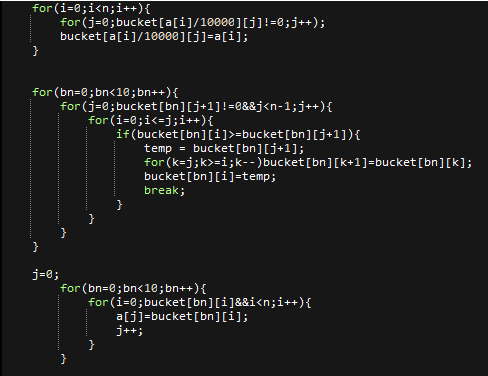 for(i=0;i<n;i++){
for(j=0;bucket[a[i]/10000][j]!=0;j++);
bucket[a[i]/10000][j]=a[i];
}
for(bn=0;bn<10;bn++){
for(j=0;bucket[bn][j+1]!=0&&j<n-1;j++){
for(i=0;i<=j;i++){
if(bucket[bn][i]>=bucket[bn][j+1]){
temp = bucket[bn][j+1];
for(k=j;k>=i;k--)bucket[bn][k+1]=bucket[bn][k];
bucket[bn][i]=temp;
break;
}
}
}
}
j=0;
for(bn=0;bn<10;bn++){
for(i=0;bucket[bn][i]&&i<n;i++){
a[j]=bucket[bn][i];
j++;
}
}